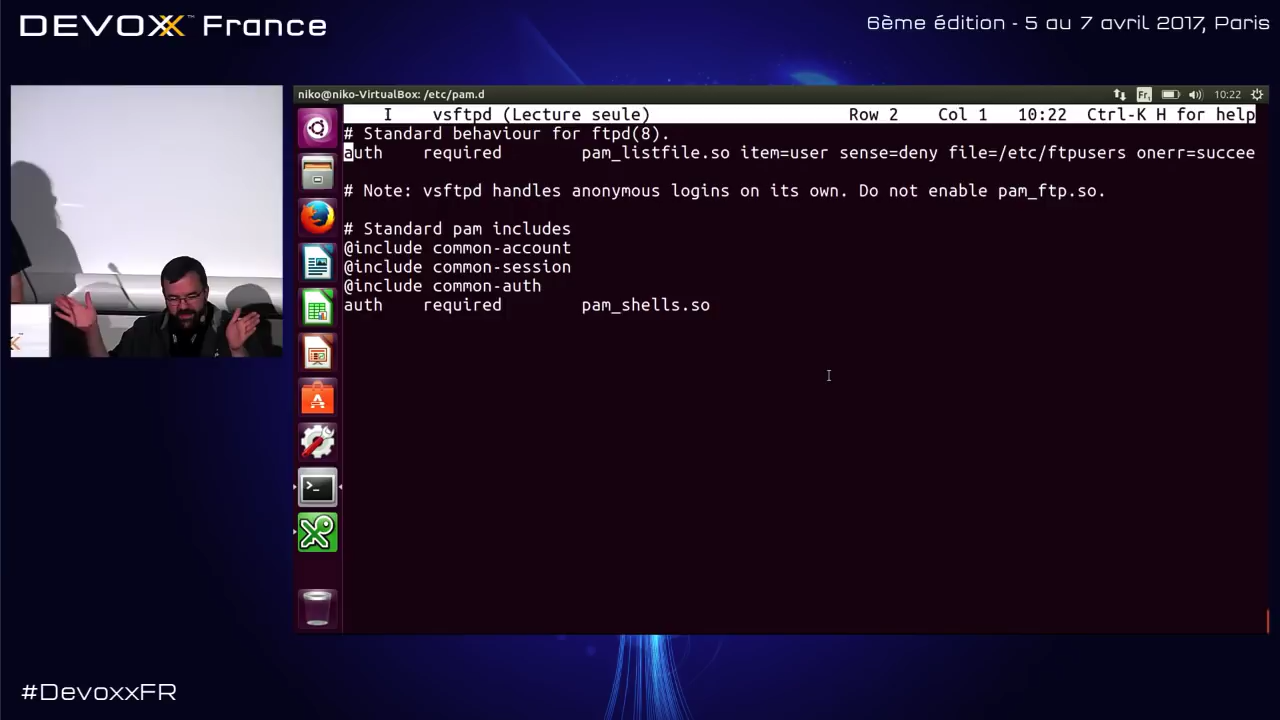 DEVOXX™ France
6ème édition - 5 au 7 avril 2017, Paris
niko@niko-VirtualBox: /etc/pam.d
Fr
10:22
I vsftpd (Lecture seule) Row 2 Col 1 10:22 Ctrl-K H for help
# Standard behaviour for ftpd(8).
auth required pam_listfile.so item=user sense=deny file=/etc/ftpusers onerr=succee
# Note: vsftpd handles anonymous logins on its own. Do not enable pam_ftp.so.
# Standard pam includes
@include common-account
@include common-session
@include common-auth
auth required pam_shells.so
#DevoxxFR